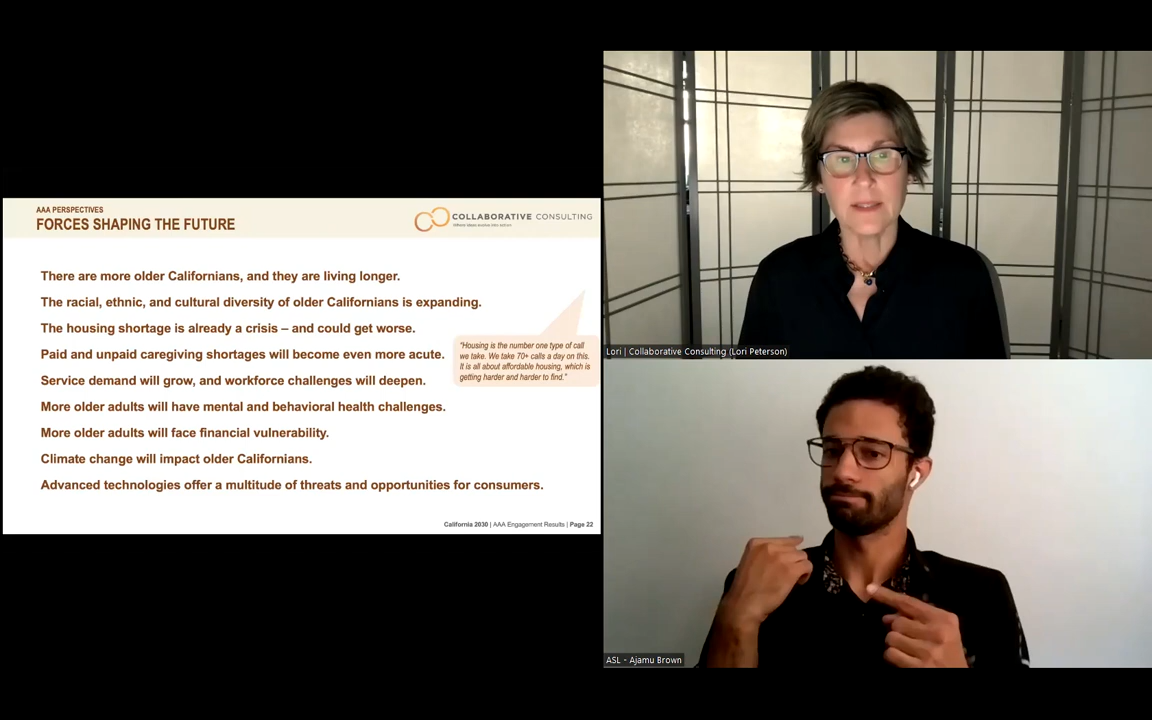 AAA PERSPECTIVES
FORCES SHAPING THE FUTURE
COLLABORATIVE CONSULTING
Where ideas evolve into action
There are more older Californians, and they are living longer.
The racial, ethnic, and cultural diversity of older Californians is expanding.
The housing shortage is already a crisis – and could get worse.
Paid and unpaid caregiving shortages will become even more acute.
Service demand will grow, and workforce challenges will deepen.
More older adults will have mental and behavioral health challenges.
More older adults will face financial vulnerability.
Climate change will impact older Californians.
Advanced technologies offer a multitude of threats and opportunities for consumers.
"Housing is the number one type of call
we take. We take 70+ calls a day on this.
It is all about affordable housing, which is
getting harder and harder to find."
California 2030 | AAA Engagement Results | Page 22
Lori | Collaborative Consulting (Lori Peterson)
ASL - Ajamu Brown